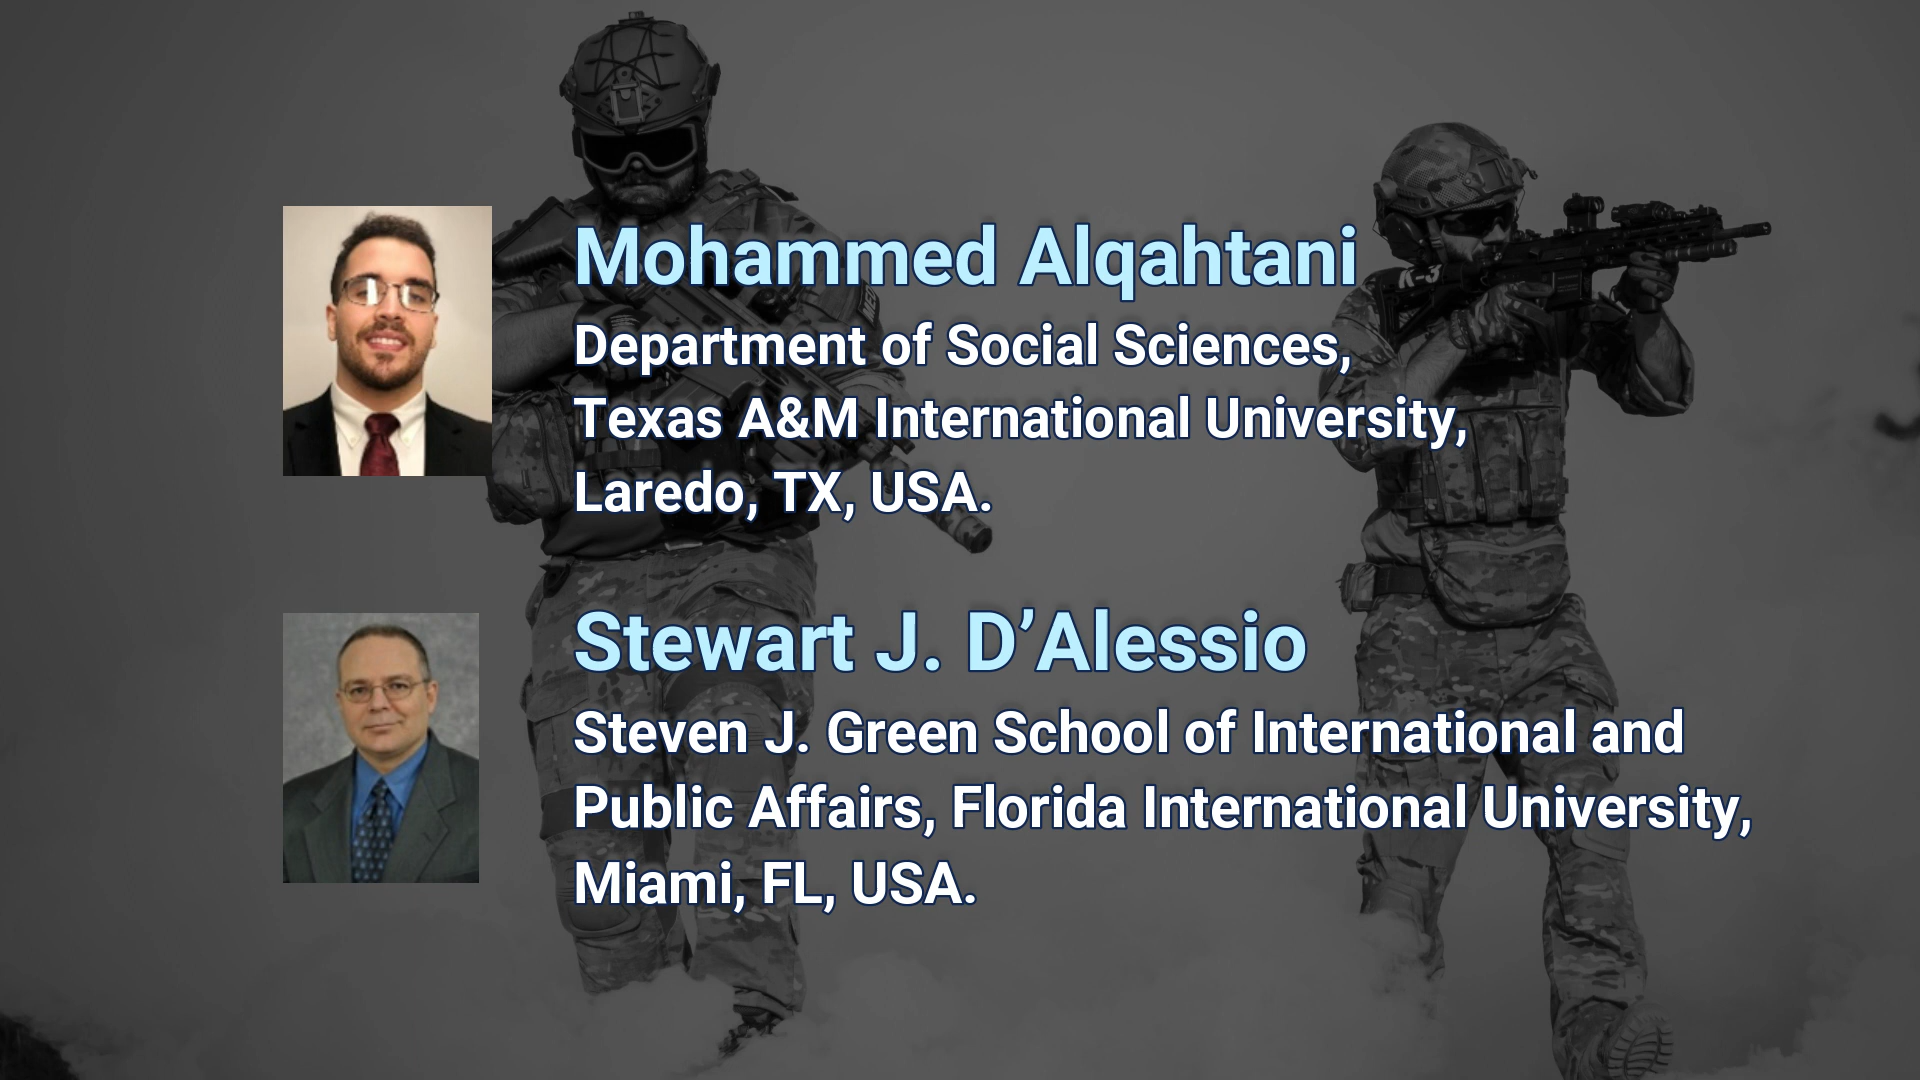 Mohammed Alqahtani
Department of Social Sciences,
Texas A&M International University,
Laredo, TX, USA.
Stewart J. D’Alessio
Steven J. Green School of International and
Public Affairs, Florida International University,
Miami, FL, USA.
K-3